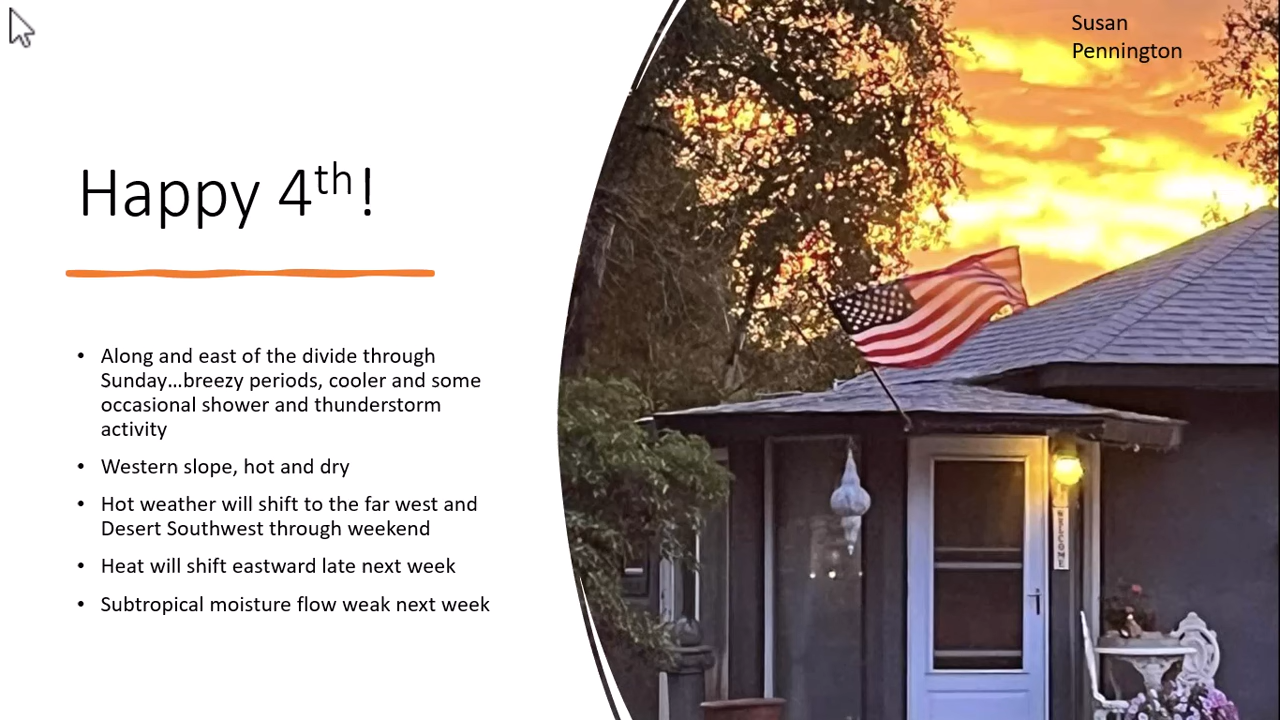 Susan
Pennington
Happy 4th!
• Along and east of the divide through
Sunday...breezy periods, cooler and some
occasional shower and thunderstorm
activity
• Western slope, hot and dry
• Hot weather will shift to the far west and
Desert Southwest through weekend
• Heat will shift eastward late next week
• Subtropical moisture flow weak next week
WELCOME